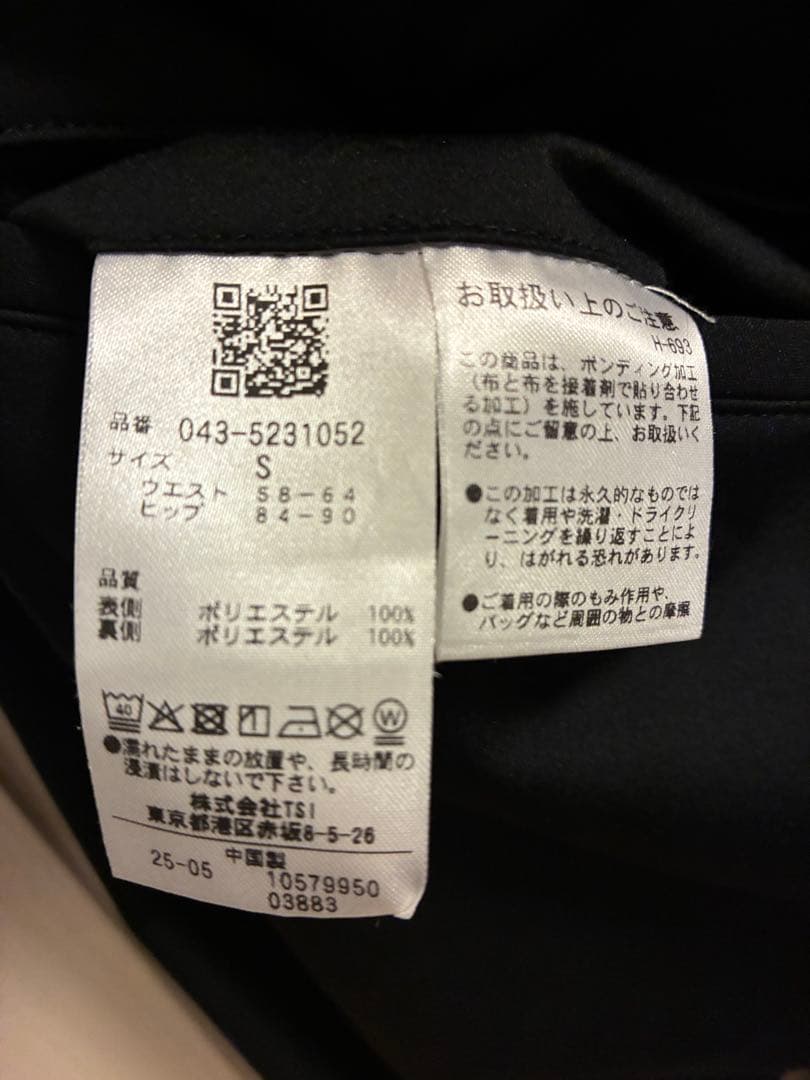 品番 043-5231052
サイズ S
ウエスト 58-64
ヒップ 84-90
品質
表側 ポリエステル 100%
裏側 ポリエステル 100%
40
W
●濡れたままの放置や、長時間の
浸漬はしないで下さい。
株式会社TSI
東京都港区赤坂8-5-26
中国製
25-05 10579950
03883
お取扱い上のご注意
H-693
この商品は、ボンディング加工
(布と布を接着剤で貼り合わせ
る加工)を施しています。下記
の点にご留意の上、お取扱いく
ださい。
●この加工は永久的なものでは
なく着用や洗濯・ドライクリ
ーニングを繰り返すことによ
り、はがれる恐れがあります。
●ご着用の際のもみ作用や、
バッグなど周囲の物との摩擦